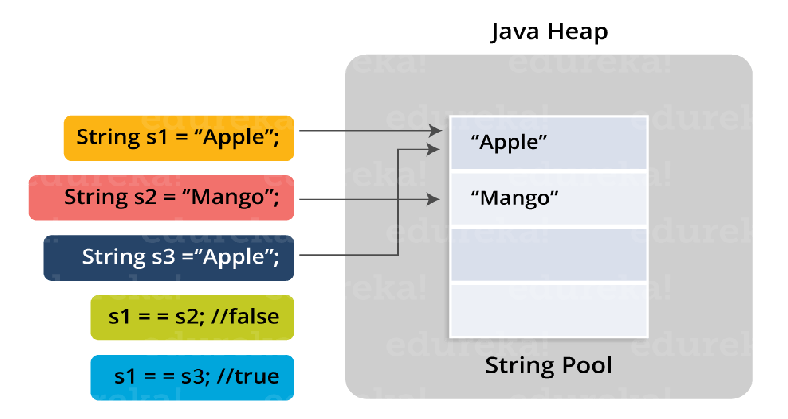 Java Heap
String s1 = “Apple”;
String s2 = “Mango”;
String s3 =“Apple”;
s1 = = s2; //false
s1 = = s3; //true
“Apple”
“Mango”
String Pool
edureka!